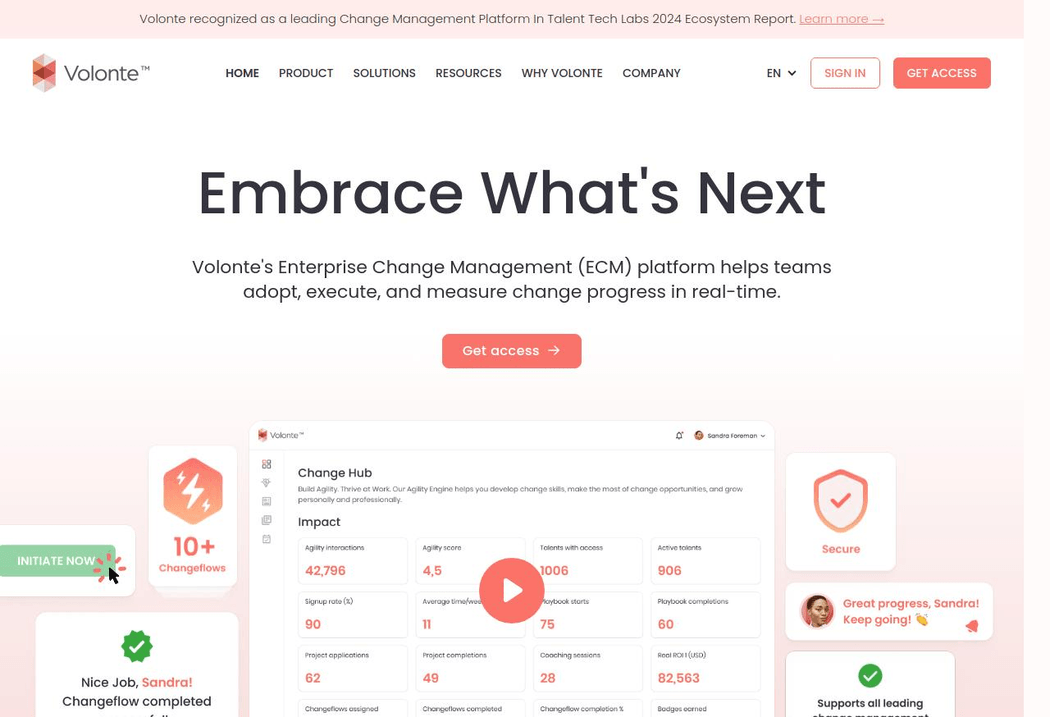 Volonte recognized as a leading Change Management Platform In Talent Tech Labs 2024 Ecosystem Report. Learn more →
Volonte™
HOME PRODUCT SOLUTIONS RESOURCES WHY VOLONTE COMPANY
EN SIGN IN GET ACCESS
Embrace What's Next
Volonte's Enterprise Change Management (ECM) platform helps teams
adopt, execute, and measure change progress in real-time.
Get access →
Volonte™ Sandra Foreman
Change Hub
Build Agility. Thrive at Work. Our Agility Engine helps you develop change skills, make the most of change opportunities, and grow
personally and professionally.
Impact
Agility interactions Agility score Talents with access Active talents
42,796 4,5 1006 906
Signup rate (%) Average Playbook starts Playbook completions
90 11 75 60
Project applications Project completions Coaching sessions Real ROI 1 (USD)
62 49 28 82,563
Changeflows assigned Changeflows completed Changeflow completion % Badges earned
10+
Changeflows
INITIATE NOW
Nice Job, Sandra!
Changeflow completed
Secure
Great progress, Sandra!
Keep going! 👏
Supports all leading
change management